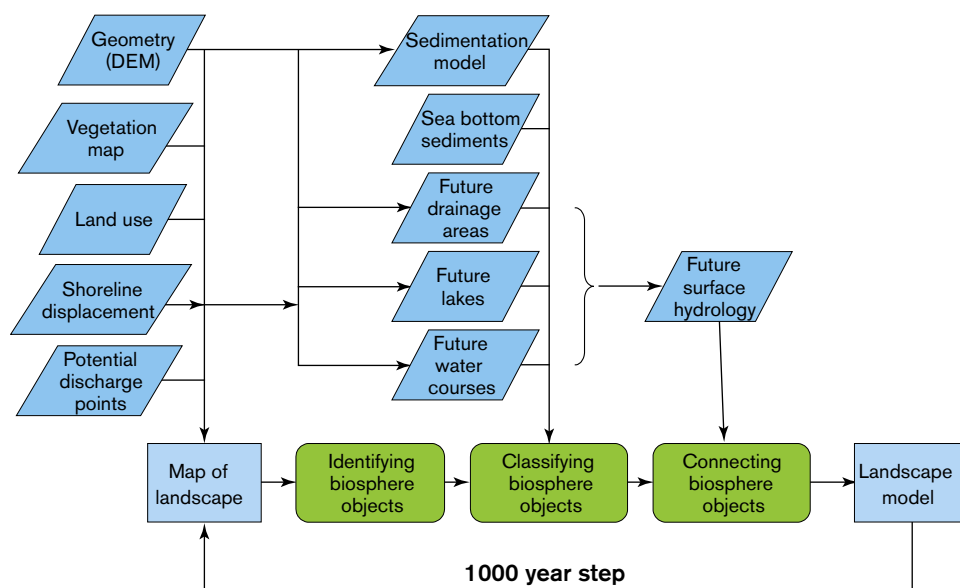 Geometry
(DEM)
Vegetation
map
Land use
Shoreline
displacement
Potential
discharge
points
Sedimentation
model
Sea bottom
sediments
Future
drainage
areas
Future
lakes
Future
water
courses
Future
surface
hydrology
Map of
landscape
Identifying
biosphere
objects
Classifying
biosphere
objects
Connecting
biosphere
objects
Landscape
model
1000 year step